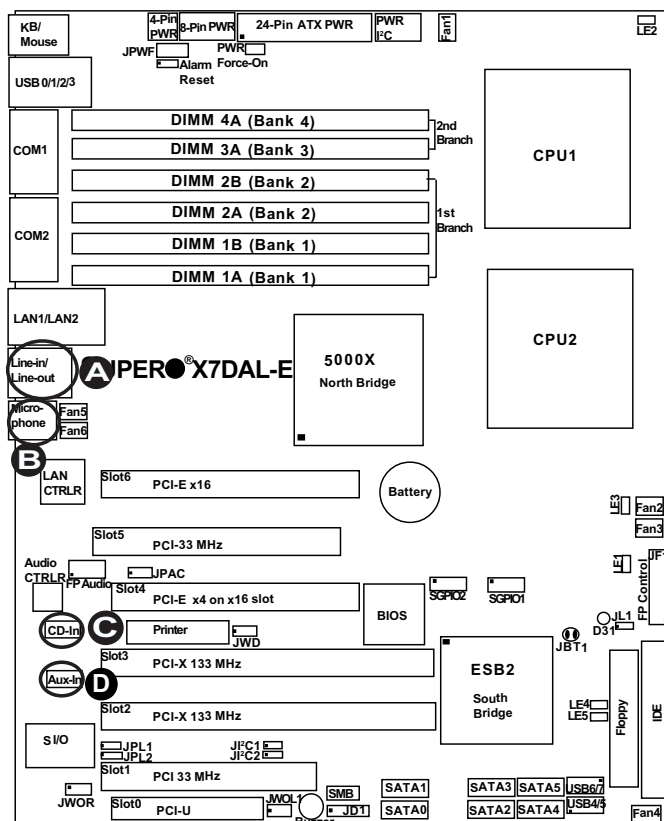 KB/
Mouse
4-Pin
PWR
8-Pin PWR
24-Pin ATX PWR
PWR
I²C
Fan1
LE2
JPWF
Alarm
Reset
PWR
Force-On
USB 0/1/2/3
COM1
COM2
DIMM 4A (Bank 4)
DIMM 3A (Bank 3)
DIMM 2B (Bank 2)
DIMM 2A (Bank 2)
DIMM 1B (Bank 1)
DIMM 1A (Bank 1)
2nd
Branch
1st
Branch
CPU1
CPU2
LAN1/LAN2
Line-in/
Line-out
A
UPER ® X7DAL-E
5000X
North Bridge
Micro-
phone
Fan5
Fan6
B
LAN
CTRLR
Slot6
PCI-E x16
Battery
LE3
Fan2
Fan3
Slot5
PCI-33 MHz
Audio
CTRLR
FP Audio
JPAC
Slot4
PCI-E x4 on x16 slot
BIOS
SGPIO2
SGPIO1
LE1
FP Control
JF1
JL1
D31
JBT1
CD-In
C
Printer
JWD
Slot3
PCI-X 133 MHz
Aux-In
D
ESB2
South
Bridge
Slot2
PCI-X 133 MHz
LE4
LE5
Floppy
IDE
S I/O
JPL1
JPL2
JI²C1
JI²C2
Slot1
PCI 33 MHz
JWOR
Slot0
PCI-U
JWOL1
SMB
JD1
SATA1
SATA0
SATA3
SATA2
SATA5
SATA4
USB6/7
USB4/5
Fan4